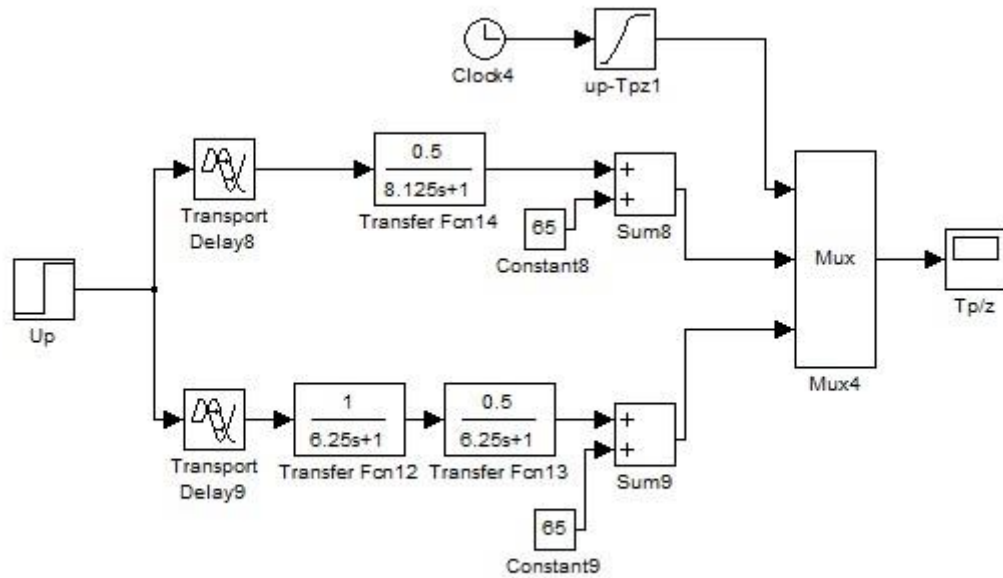 Clock4
up-Tpz1
Transport
Delay8
0.5
8.125s+1
Transfer Fcn14
+
+
Sum8
65
Constant8
Up
Mux
Mux4
Tp/z
Transport
Delay9
1
6.25s+1
Transfer Fcn12
0.5
6.25s+1
Transfer Fcn13
+
+
Sum9
65
Constant9